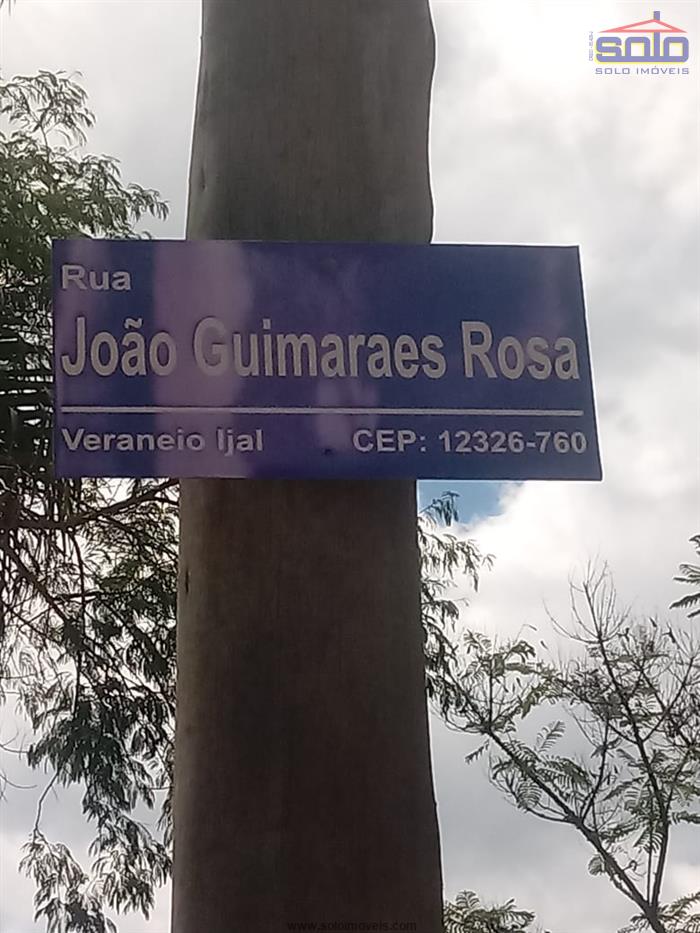 SOLO
SOLO IMÓVEIS
Rua
João Guimaraes Rosa
Veraneio Ijal CEP: 12326-760
www.soloimoveis.com